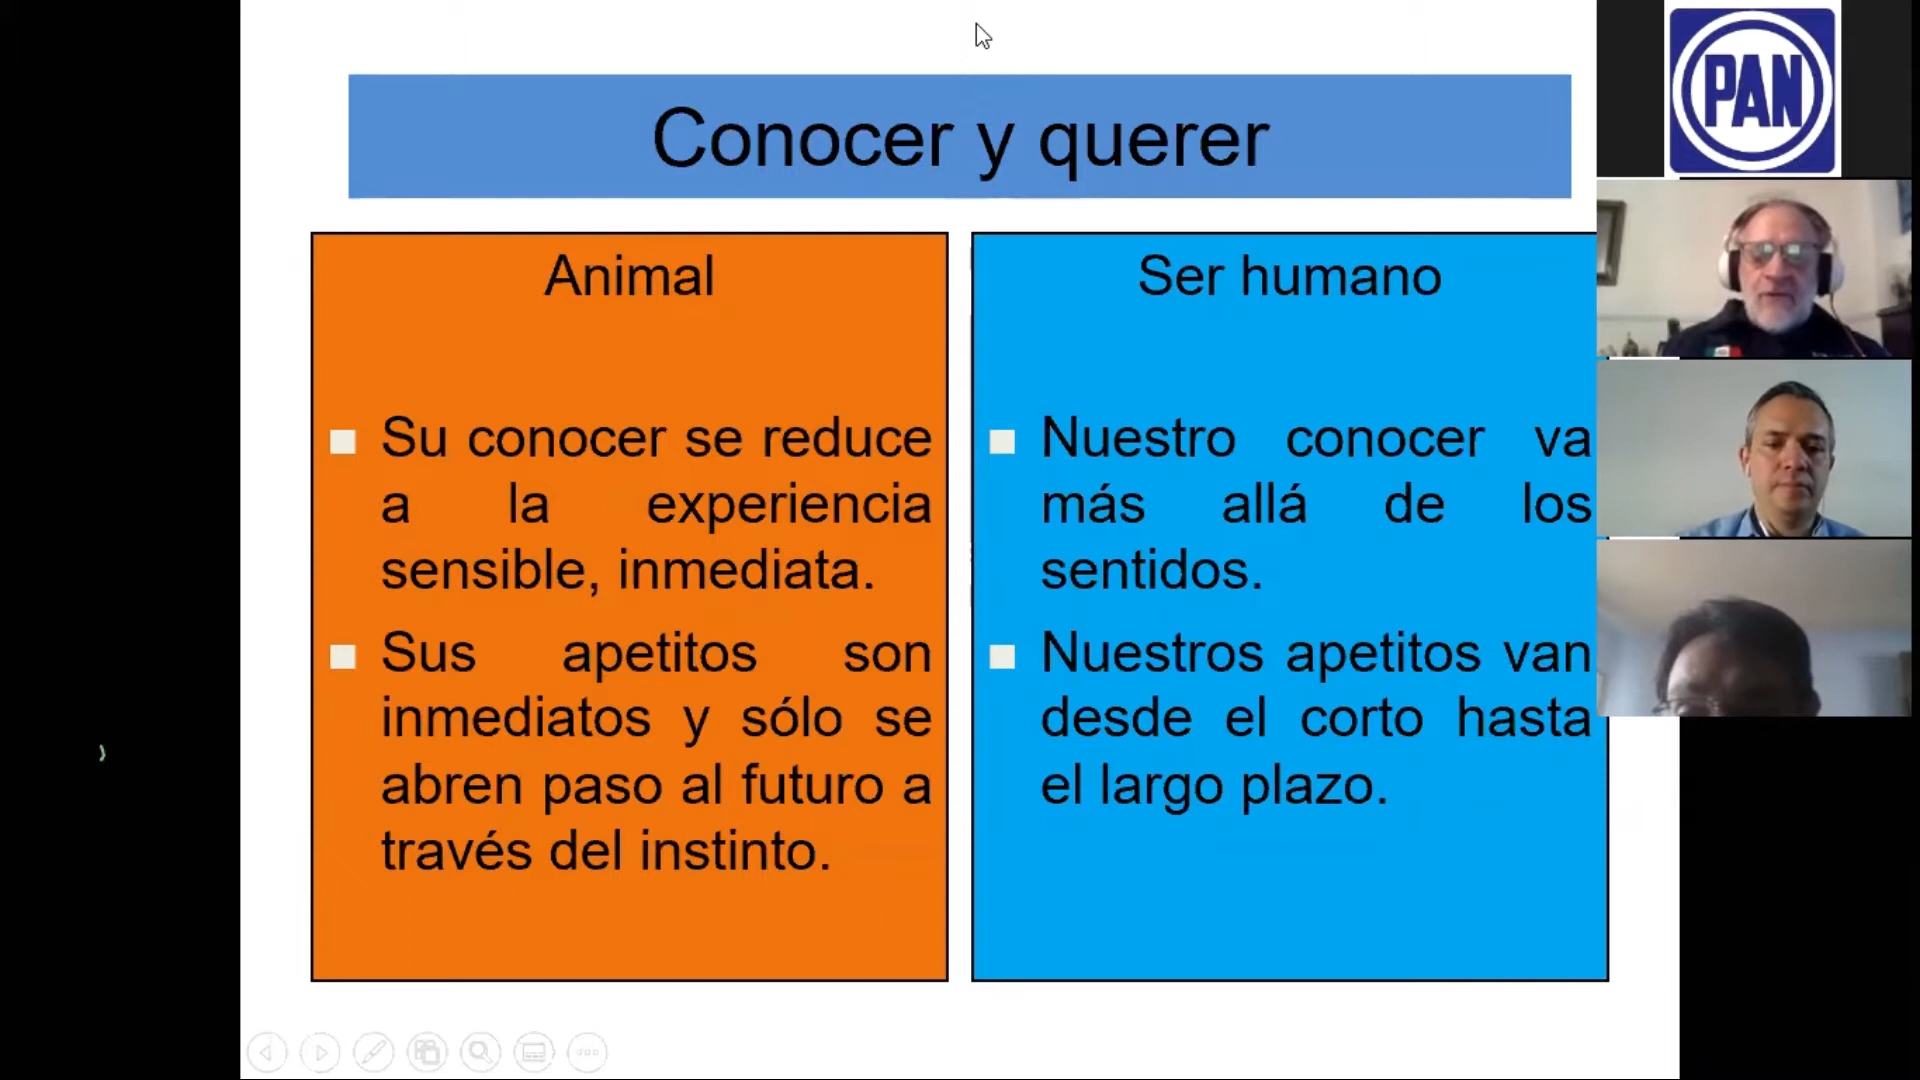 Conocer y querer
Animal
Su conocer se reduce
a la experiencia
sensible, inmediata.
Sus apetitos son
inmediatos y sólo se
abren paso al futuro a
través del instinto.
Ser humano
Nuestro conocer va
más allá de los
sentidos.
Nuestros apetitos van
desde el corto hasta
el largo plazo.
PAN